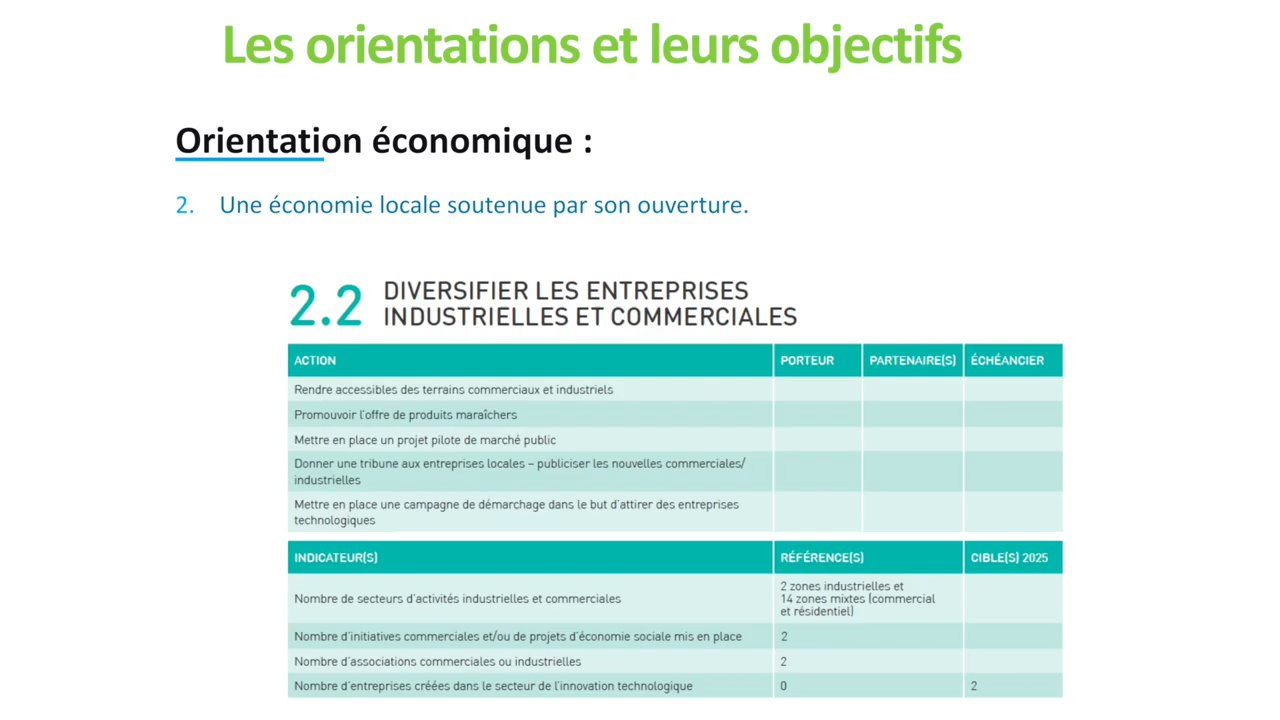 Les orientations et leurs objectifs
Orientation économique :
2. Une économie locale soutenue par son ouverture.
2.2 DIVERSIFIER LES ENTREPRISES
INDUSTRIELLES ET COMMERCIALES
ACTION PORTEUR PARTENAIRE(S) ÉCHÉANCIER
Rendre accessibles des terrains commerciaux et industriels
Promouvoir l'offre de produits maraîchers
Mettre en place un projet pilote de marché public
Donner une tribune aux entreprises locales – publiciser les nouvelles commerciales/
industrielles
Mettre en place une campagne de démarchage dans le but d'attirer des entreprises
technologiques
INDICATEUR(S) RÉFÉRENCE(S) CIBLE(S) 2025
Nombre de secteurs d'activités industrielles et commerciales
2 zones industrielles et
14 zones mixtes (commercial
et résidentiel)
Nombre d'initiatives commerciales et/ou de projets d'économie sociale mis en place 2
Nombre d'associations commerciales ou industrielles 2
Nombre d'entreprises créées dans le secteur de l'innovation technologique 0 2